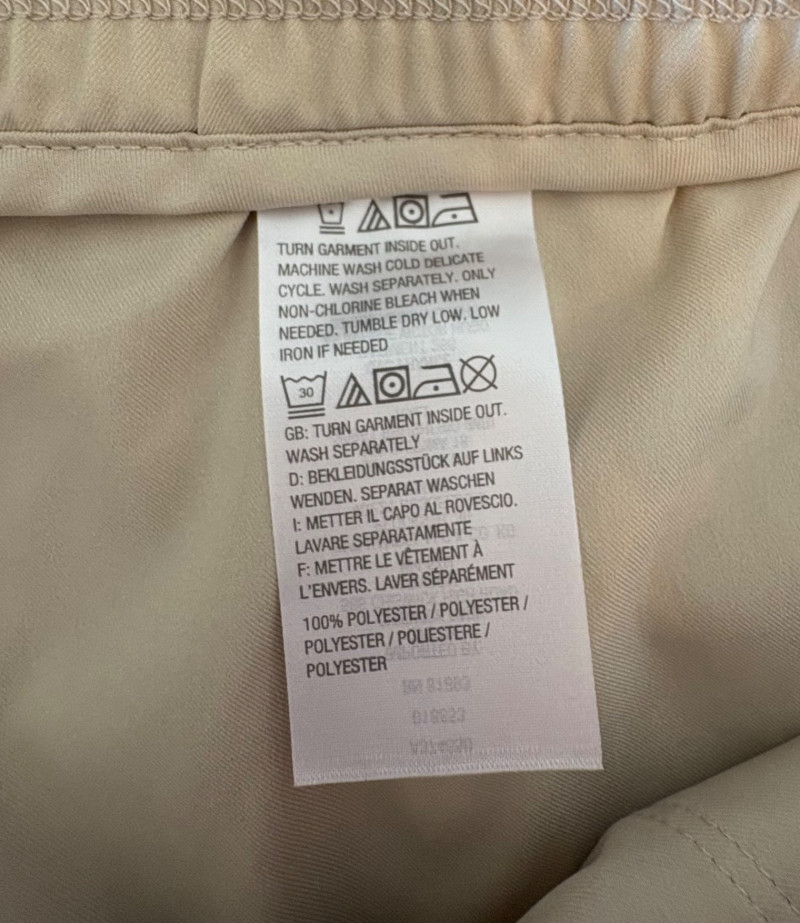 TURN GARMENT INSIDE OUT.
MACHINE WASH COLD DELICATE
CYCLE. WASH SEPARATELY. ONLY
NON-CHLORINE BLEACH WHEN
NEEDED. TUMBLE DRY LOW. LOW
IRON IF NEEDED
30
GB: TURN GARMENT INSIDE OUT.
WASH SEPARATELY
D: BEKLEIDUNGSSTÜCK AUF LINKS
WENDEN. SEPARAT WASCHEN
I: METTER IL CAPO AL ROVESCIO.
LAVARE SEPARATAMENTE
F: METTRE LE VÊTEMENT À
L'ENVERS. LAVER SÉPARÉMENT
100% POLYESTER / POLYESTER /
POLYESTER / POLIESTERE /
POLYESTER